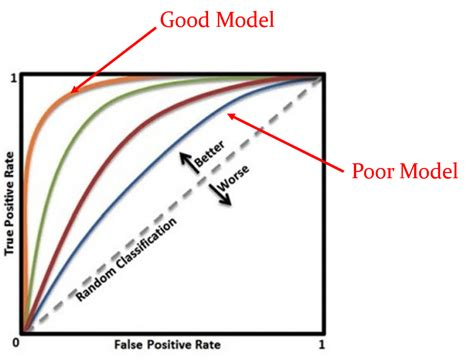 Good Model
1
True Positive Rate
Better
Worse
Poor Model
Random Classification
0
False Positive Rate
1